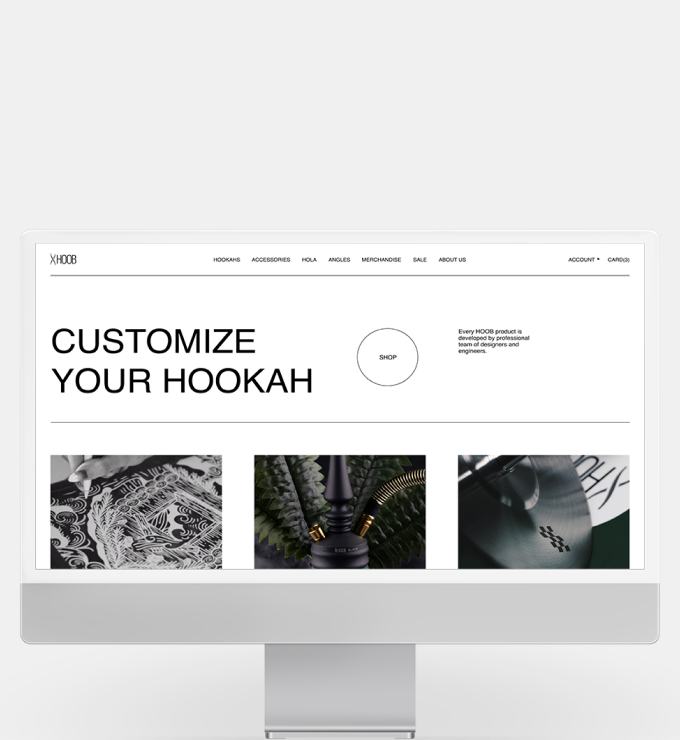 HOOB
HOOKAHS ACCESSORIES HOLA ANGLES MERCHANDISE SALE ABOUT US
ACCOUNT CARD(3)
CUSTOMIZE
YOUR HOOKAH
SHOP
Every HOOB product is
developed by professional
team of designers and
engineers.